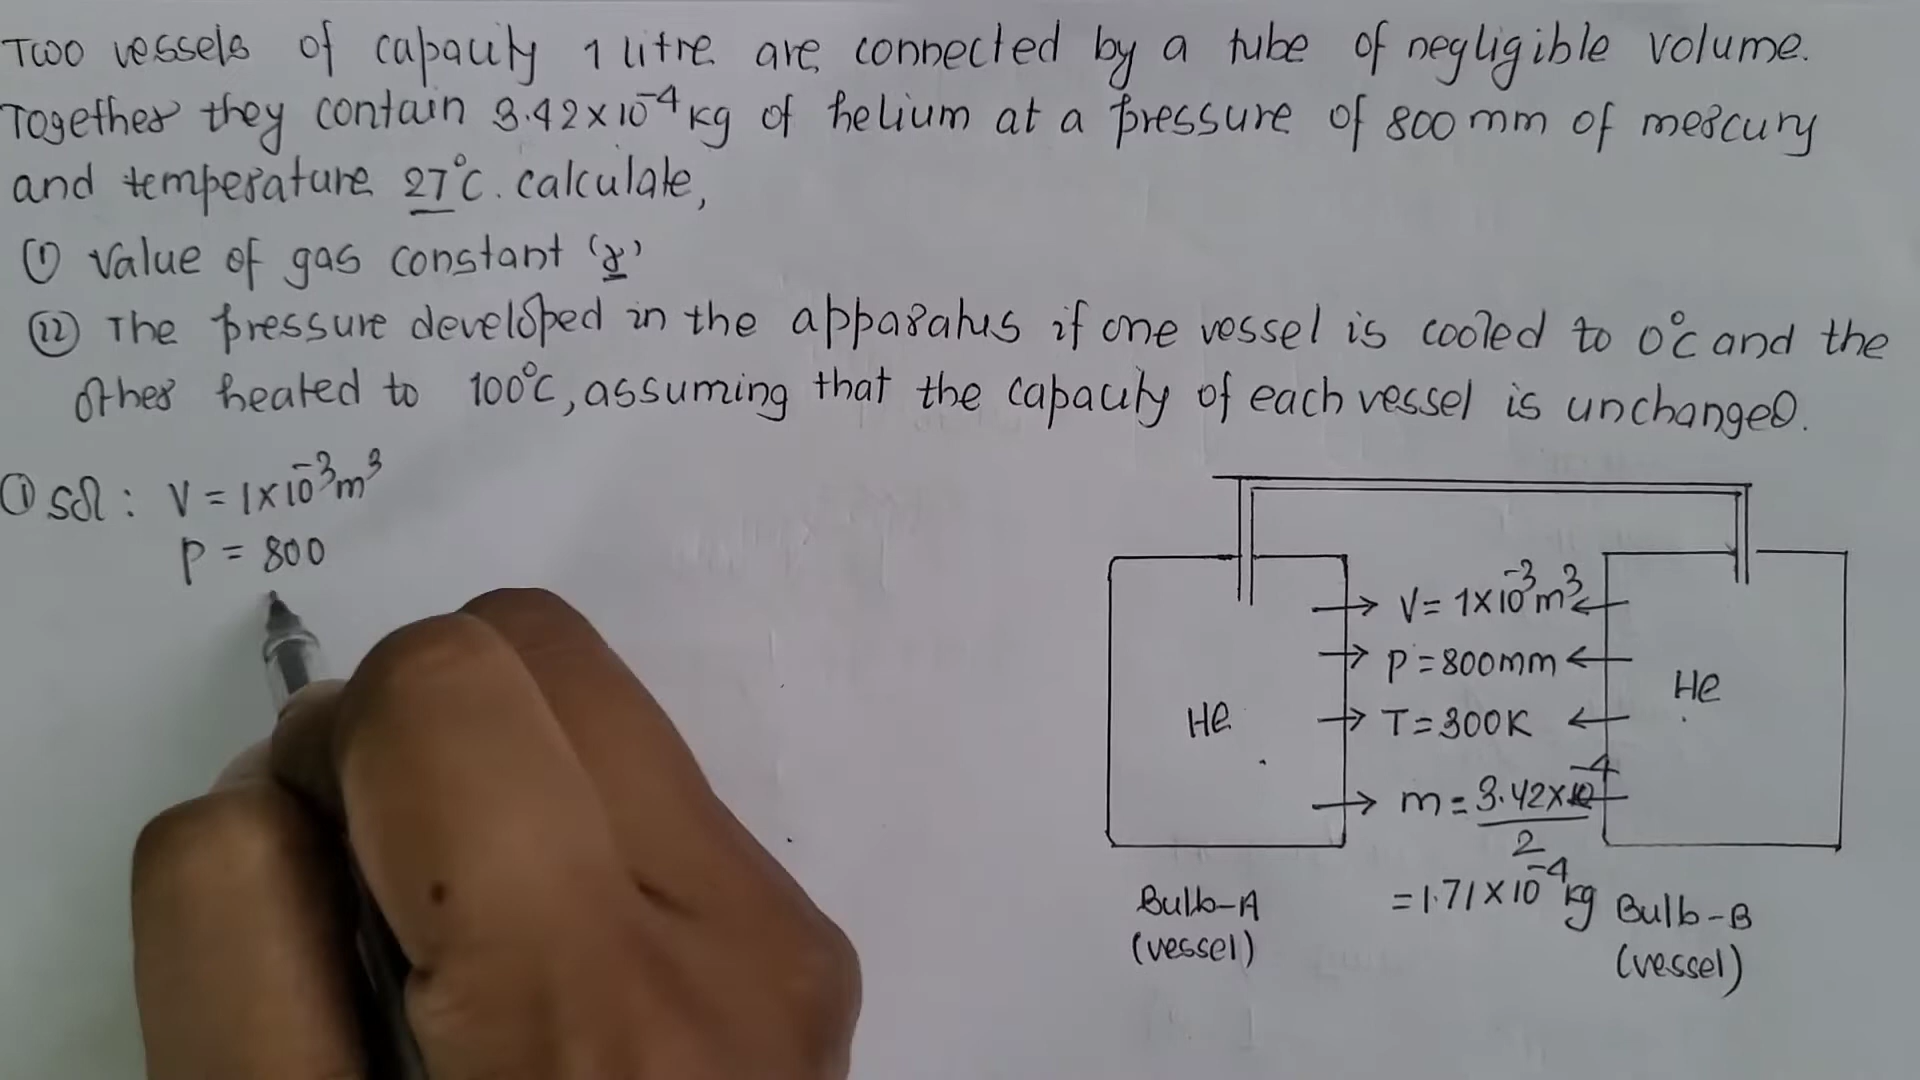 Two vessels of capacity 1 litre are connected by a tube of negligible volume.
Together they contain 3.42×10⁻⁴ kg of helium at a pressure of 800 mm of mercury
and temperature 27°C. calculate,
(i) value of gas constant 'r'
(ii) The pressure developed in the apparatus if one vessel is cooled to 0°C and the
other heated to 100°C, assuming that the capacity of each vessel is unchanged.
(i) Sol: V = 1×10⁻³m³
P = 800
→ V = 1×10⁻³m³ ←
→ P = 800mm ←
He
He
→ T = 300K ←
→ m = 3.42×10⁻⁴
2
= 1.71×10⁻⁴ kg
Bulb-A
(vessel)
Bulb-B
(vessel)